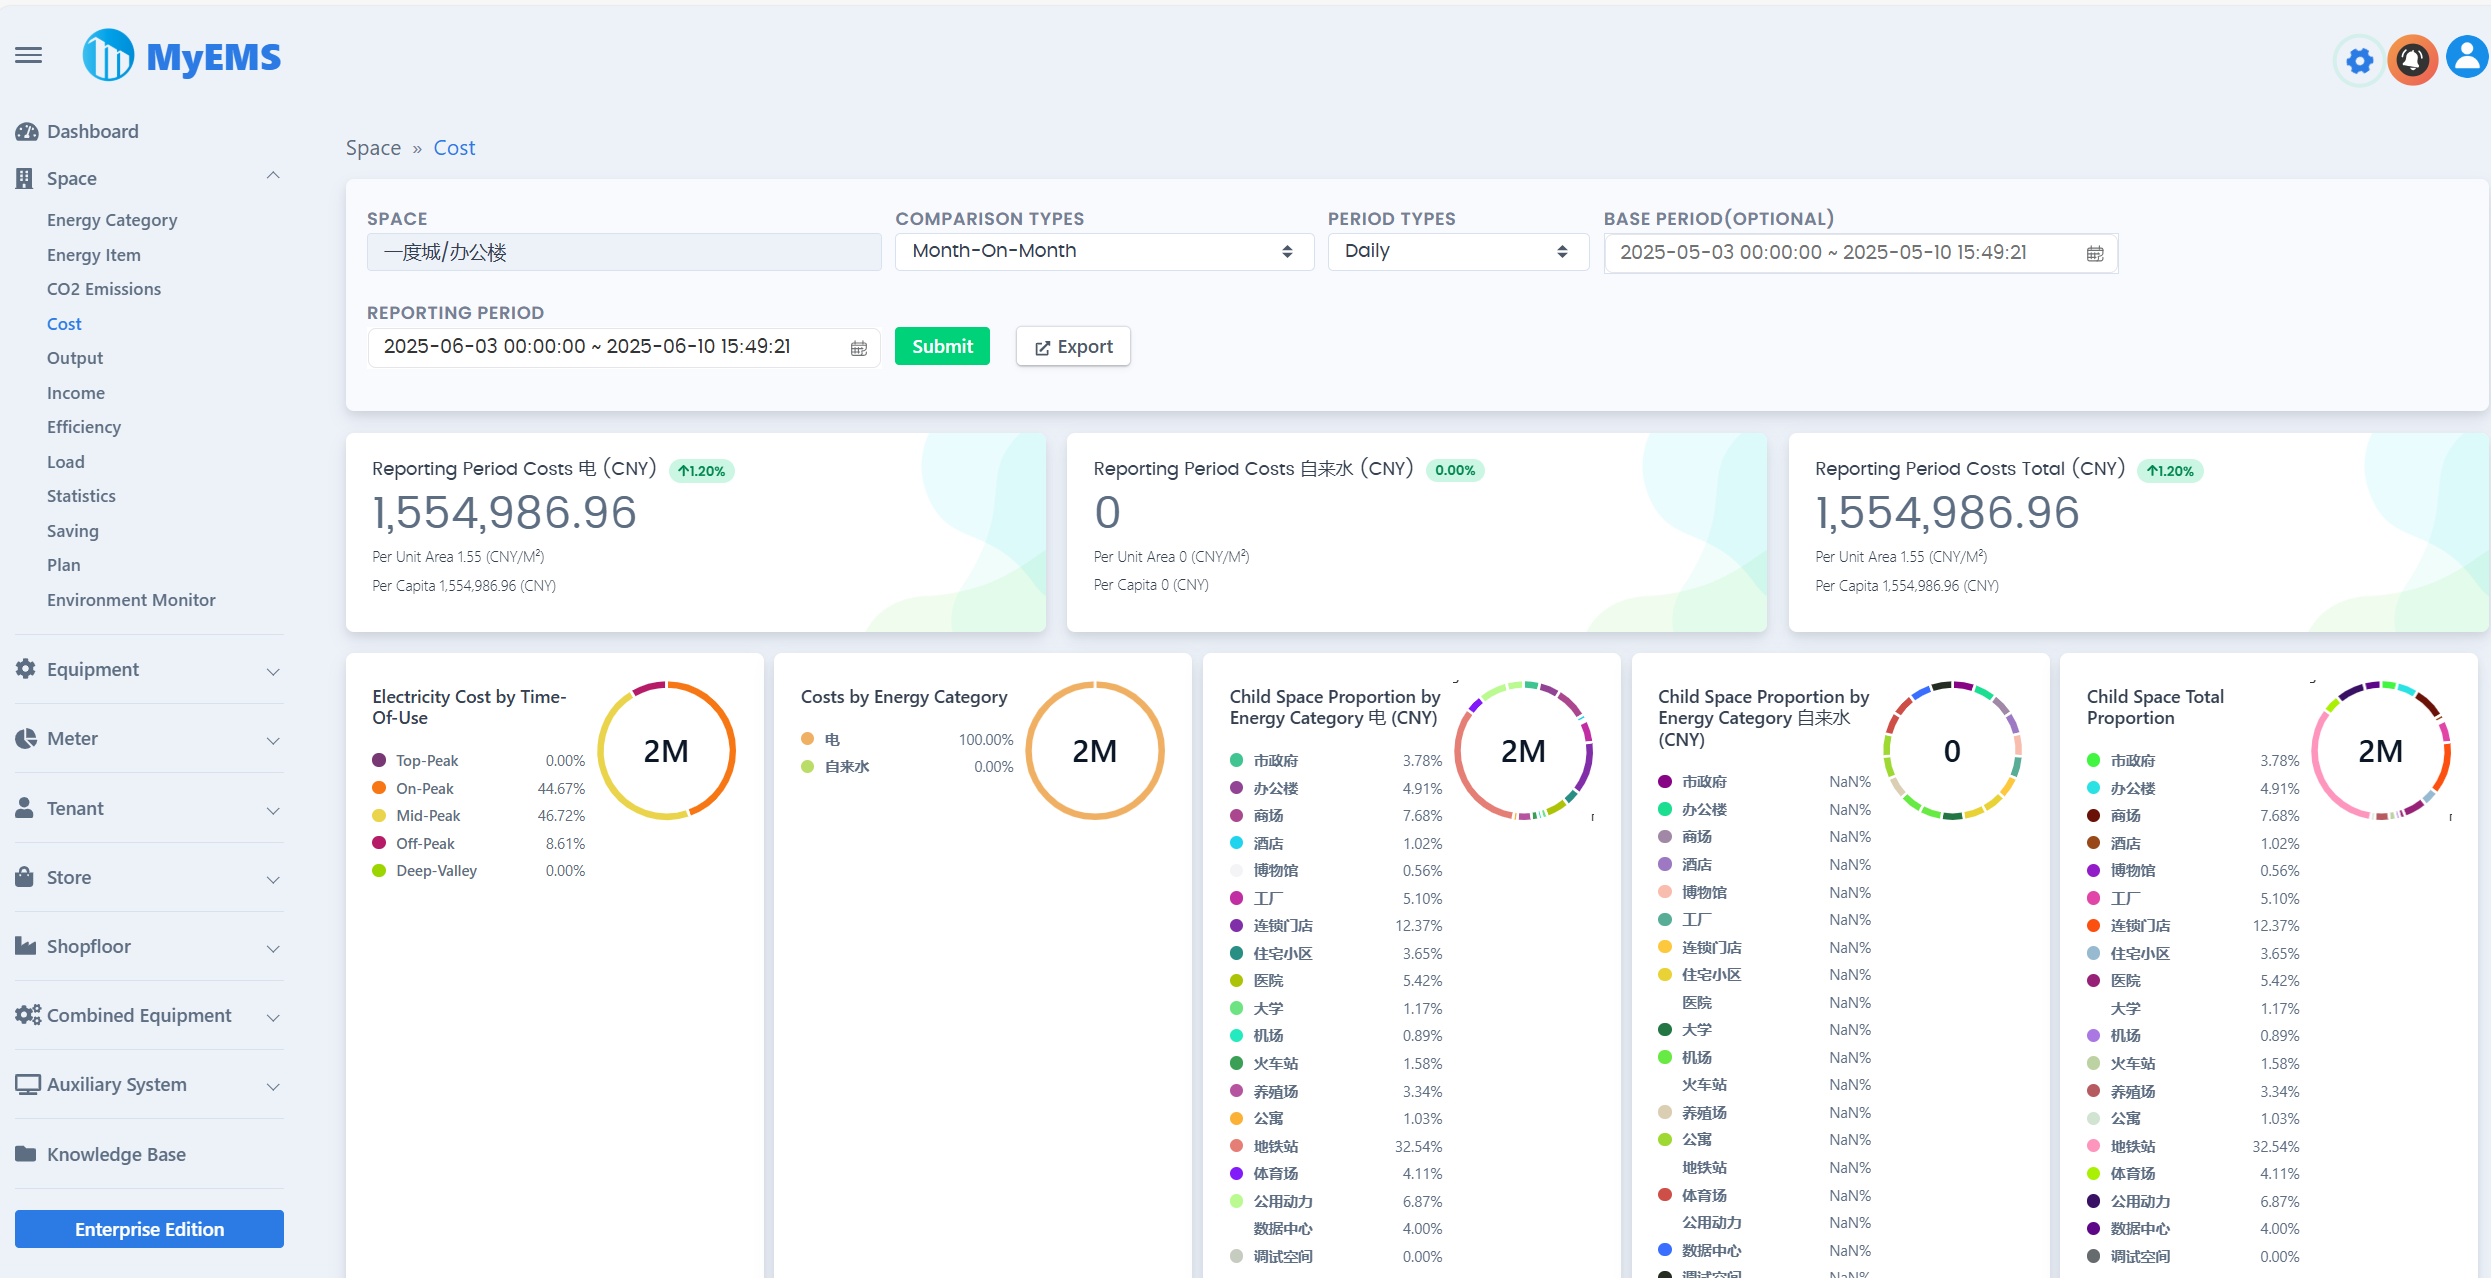 MyEMS
Dashboard
Space
Energy Category
Energy Item
CO2 Emissions
Cost
Output
Income
Efficiency
Load
Statistics
Saving
Plan
Environment Monitor
Equipment
Meter
Tenant
Store
Shopfloor
Combined Equipment
Auxiliary System
Knowledge Base
Enterprise Edition
Space » Cost
SPACE
一度城/办公楼
COMPARISON TYPES
Month-On-Month
PERIOD TYPES
Daily
BASE PERIOD(OPTIONAL)
2025-05-03 00:00:00 ~ 2025-05-10 15:49:21
REPORTING PERIOD
2025-06-03 00:00:00 ~ 2025-06-10 15:49:21
Submit
Export
Reporting Period Costs 电 (CNY) ↑1.20%
1,554,986.96
Per Unit Area 1.55 (CNY/M²)
Per Capita 1,554,986.96 (CNY)
Reporting Period Costs 自来水 (CNY) 0.00%
0
Per Unit Area 0 (CNY/M²)
Per Capita 0 (CNY)
Reporting Period Costs Total (CNY) ↑1.20%
1,554,986.96
Per Unit Area 1.55 (CNY/M²)
Per Capita 1,554,986.96 (CNY)
Electricity Cost by Time-
Of-Use
Top-Peak 0.00%
On-Peak 44.67%
Mid-Peak 46.72%
Off-Peak 8.61%
Deep-Valley 0.00%
2M
Costs by Energy Category
电 100.00%
自来水 0.00%
2M
Child Space Proportion by
Energy Category 电 (CNY)
市政府 3.78%
办公楼 4.91%
商场 7.68%
酒店 1.02%
博物馆 0.56%
工厂 5.10%
连锁门店 12.37%
住宅小区 3.65%
医院 5.42%
大学 1.17%
机场 0.89%
火车站 1.58%
养殖场 3.34%
公寓 1.03%
地铁站 32.54%
体育场 4.11%
公用动力 6.87%
数据中心 4.00%
调试空间 0.00%
2M
Child Space Proportion by
Energy Category 自来水
(CNY)
市政府 NaN%
办公楼 NaN%
商场 NaN%
酒店 NaN%
博物馆 NaN%
工厂 NaN%
连锁门店 NaN%
住宅小区 NaN%
医院 NaN%
大学 NaN%
机场 NaN%
火车站 NaN%
养殖场 NaN%
公寓 NaN%
地铁站 NaN%
体育场 NaN%
公用动力 NaN%
数据中心 NaN%
调试空间 NaN%
0
Child Space Total
Proportion
市政府 3.78%
办公楼 4.91%
商场 7.68%
酒店 1.02%
博物馆 0.56%
工厂 5.10%
连锁门店 12.37%
住宅小区 3.65%
医院 5.42%
大学 1.17%
机场 0.89%
火车站 1.58%
养殖场 3.34%
公寓 1.03%
地铁站 32.54%
体育场 4.11%
公用动力 6.87%
数据中心 4.00%
调试空间 0.00%
2M